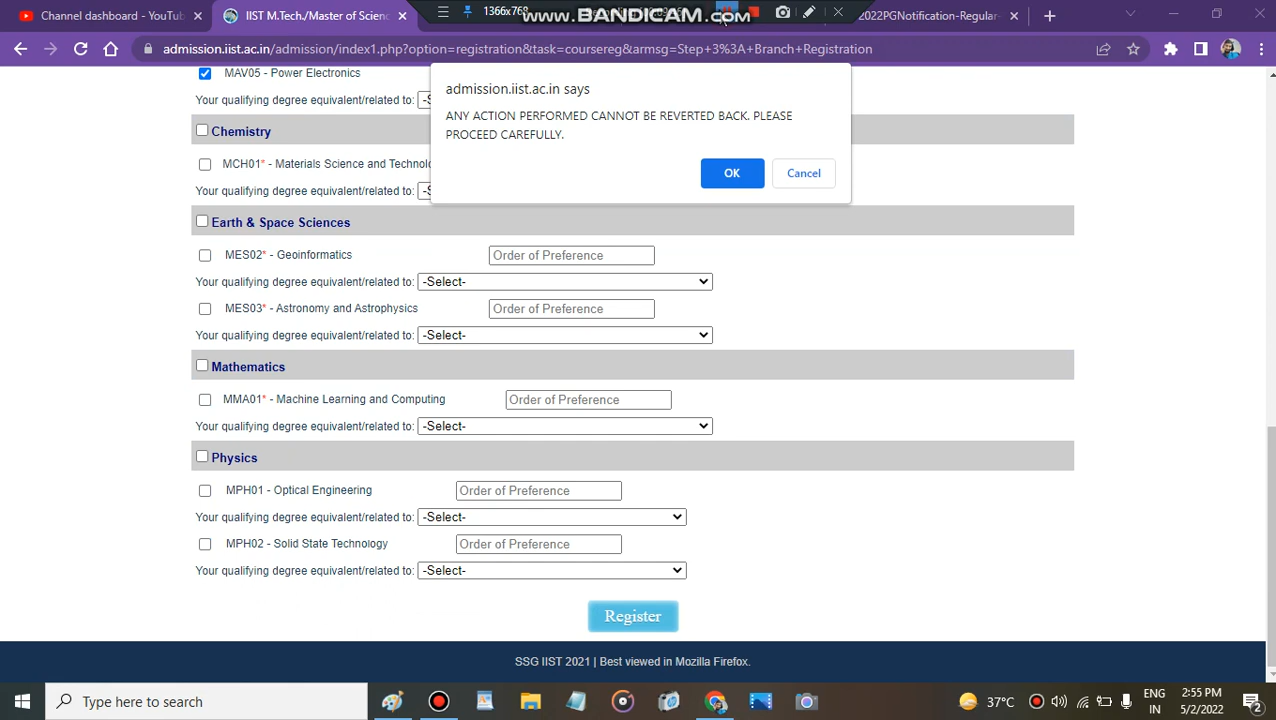 Channel dashboard - YouTu
IIST M.Tech./Master of Scien
1366x768
www.BANDICAM.com
2022PGNotification-Regular-
admission.iist.ac.in/admission/index1.php?option=registration&task=coursereg&armsg=Step+3%3A+Branch+Registration
admission.iist.ac.in says
ANY ACTION PERFORMED CANNOT BE REVERTED BACK. PLEASE
PROCEED CAREFULLY.
OK Cancel
MAV05 - Power Electronics
Your qualifying degree equivalent/related to: -S
Chemistry
MCH01* - Materials Science and Technolo
Your qualifying degree equivalent/related to: -S
Earth & Space Sciences
MES02* - Geoinformatics Order of Preference
Your qualifying degree equivalent/related to: -Select-
MES03* - Astronomy and Astrophysics Order of Preference
Your qualifying degree equivalent/related to: -Select-
Mathematics
MMA01* - Machine Learning and Computing Order of Preference
Your qualifying degree equivalent/related to: -Select-
Physics
MPH01 - Optical Engineering Order of Preference
Your qualifying degree equivalent/related to: -Select-
MPH02 - Solid State Technology Order of Preference
Your qualifying degree equivalent/related to: -Select-
Register
SSG IIST 2021 | Best viewed in Mozilla Firefox.
Type here to search
37°C
ENG
IN
2:55 PM
5/2/2022
2